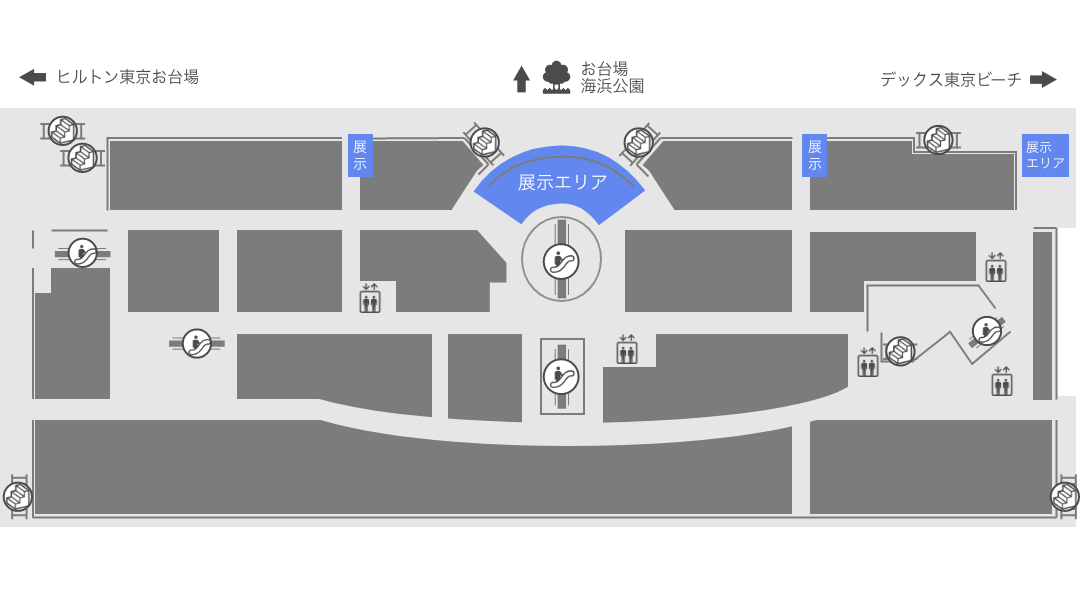 ヒルトン東京お台場
お台場
海浜公園
デックス東京ビーチ
展
示
展示エリア
展
示
展示
エリア